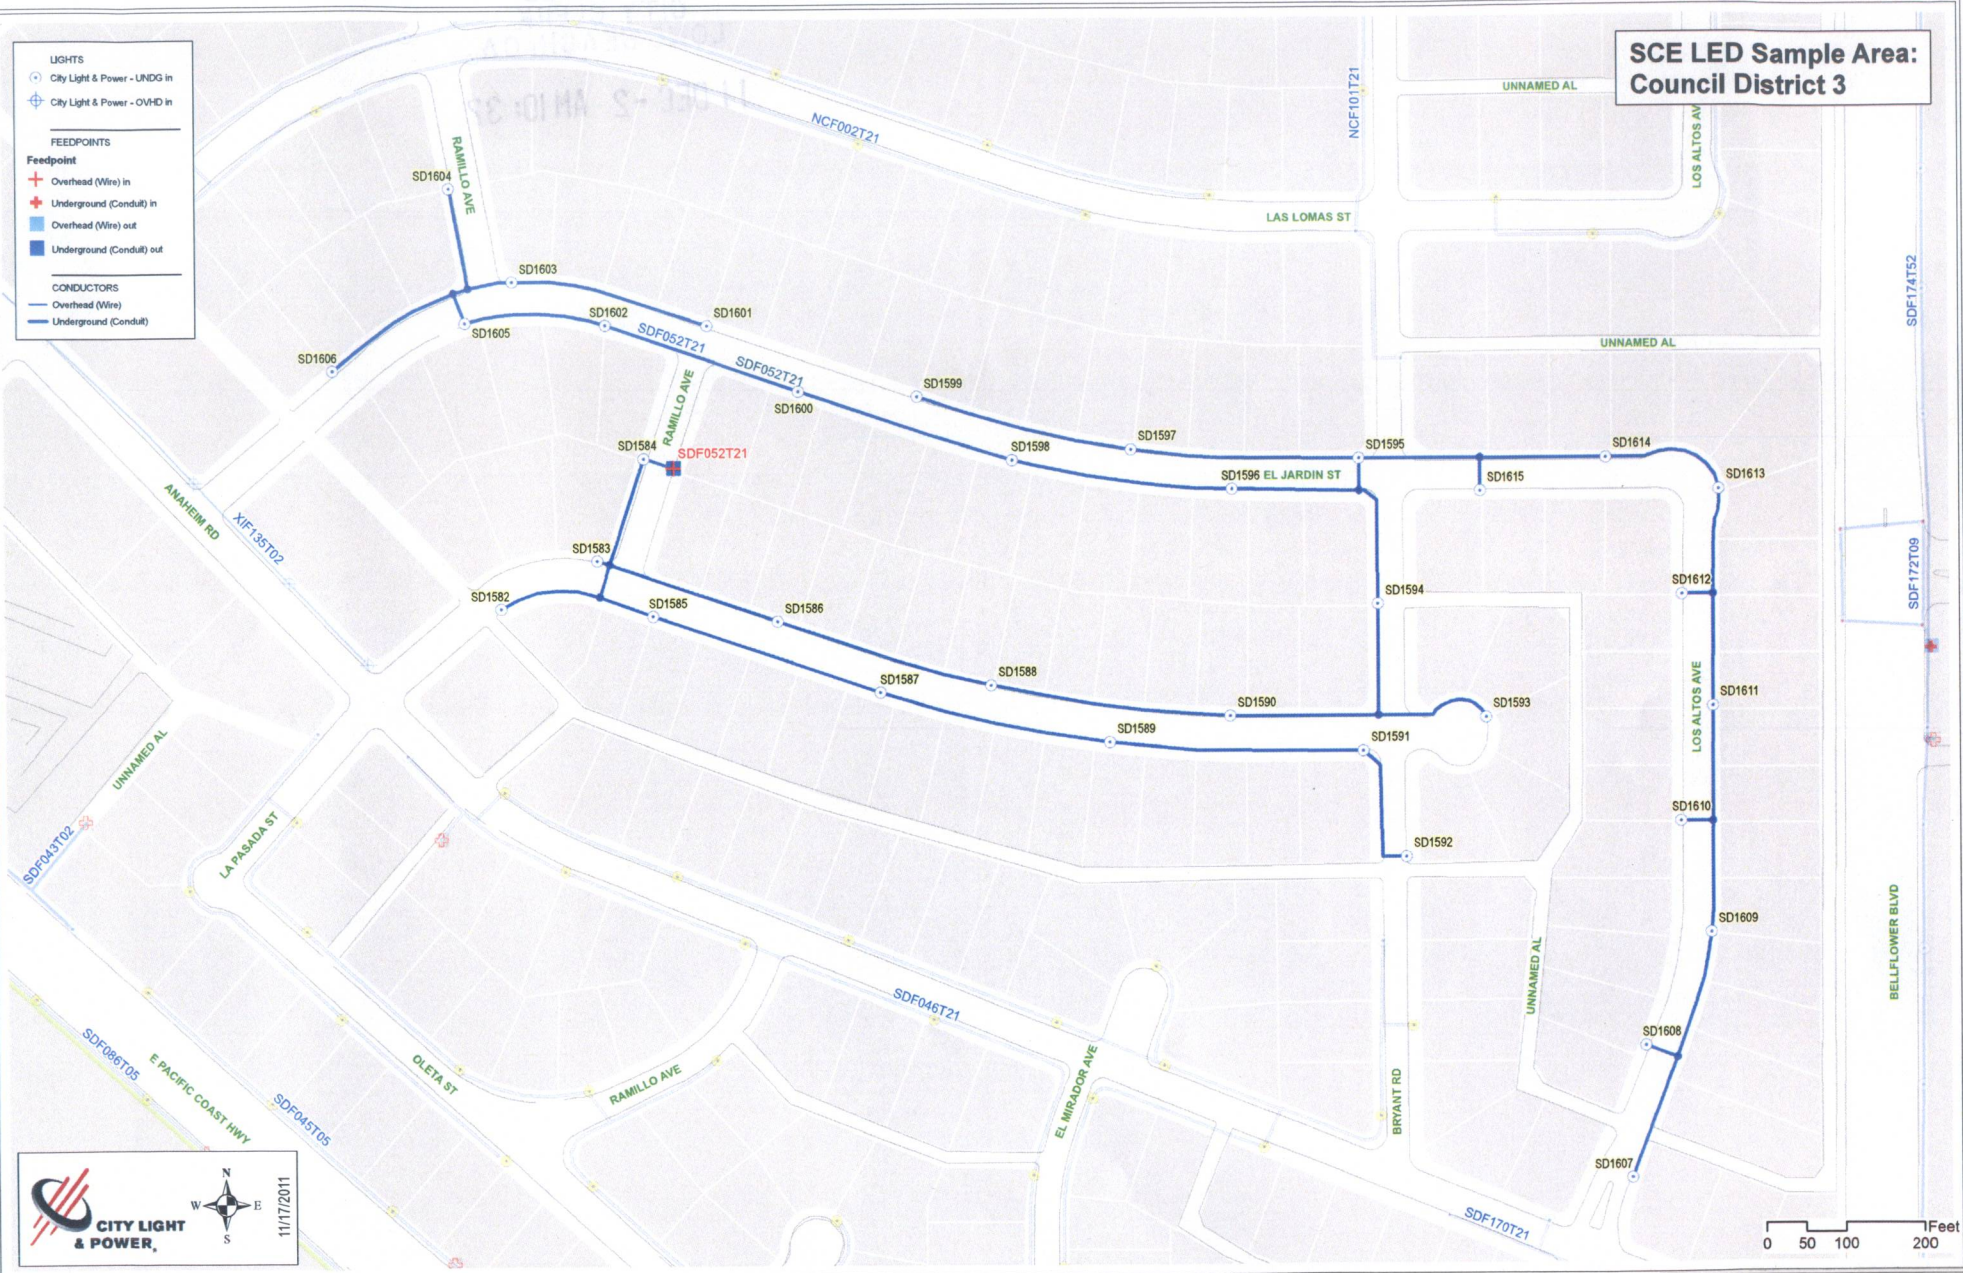 SCE LED Sample Area:
Council District 3
LIGHTS
City Light & Power - UNDG in
City Light & Power - OVHD in
FEEDPOINTS
Feedpoint
Overhead (Wire) in
Underground (Conduit) in
Overhead (Wire) out
Underground (Conduit) out
CONDUCTORS
Overhead (Wire)
Underground (Conduit)
14 DEC -2 AM 10:
NCF002T21
NCF101T21
UNNAMED AL
LOS ALTOS AV
RAMILLO AVE
SD1604
LAS LOMAS ST
SDF174T52
SD1603
SD1602
SD1601
SD1605
SDF052T21
SDF052T21
UNNAMED AL
SD1606
SD1599
SD1600
RAMILLO AVE
SD1584
SDF052T21
SD1598
SD1597
SD1595
SD1614
SD1596
EL JARDIN ST
SD1615
SD1613
ANAHEIM RD
XIF135T02
SD1583
SD1582
SD1585
SD1586
SD1594
SD1612
SDF172T09
SD1588
SD1587
SD1590
SD1593
SD1611
LOS ALTOS AVE
SD1589
SD1591
UNNAMED AL
SD1610
SDF043T02
LA PASADA ST
SD1592
SD1609
BELLFLOWER BLVD
UNNAMED AL
SDF046T21
SD1608
SDF086T05
E PACIFIC COAST HWY
SDF045T05
OLETA ST
RAMILLO AVE
EL MIRADOR AVE
BRYANT RD
SD1607
SDF170T21
CITY LIGHT
& POWER
N
W E
S
11/17/2011
Feet
0 50 100 200